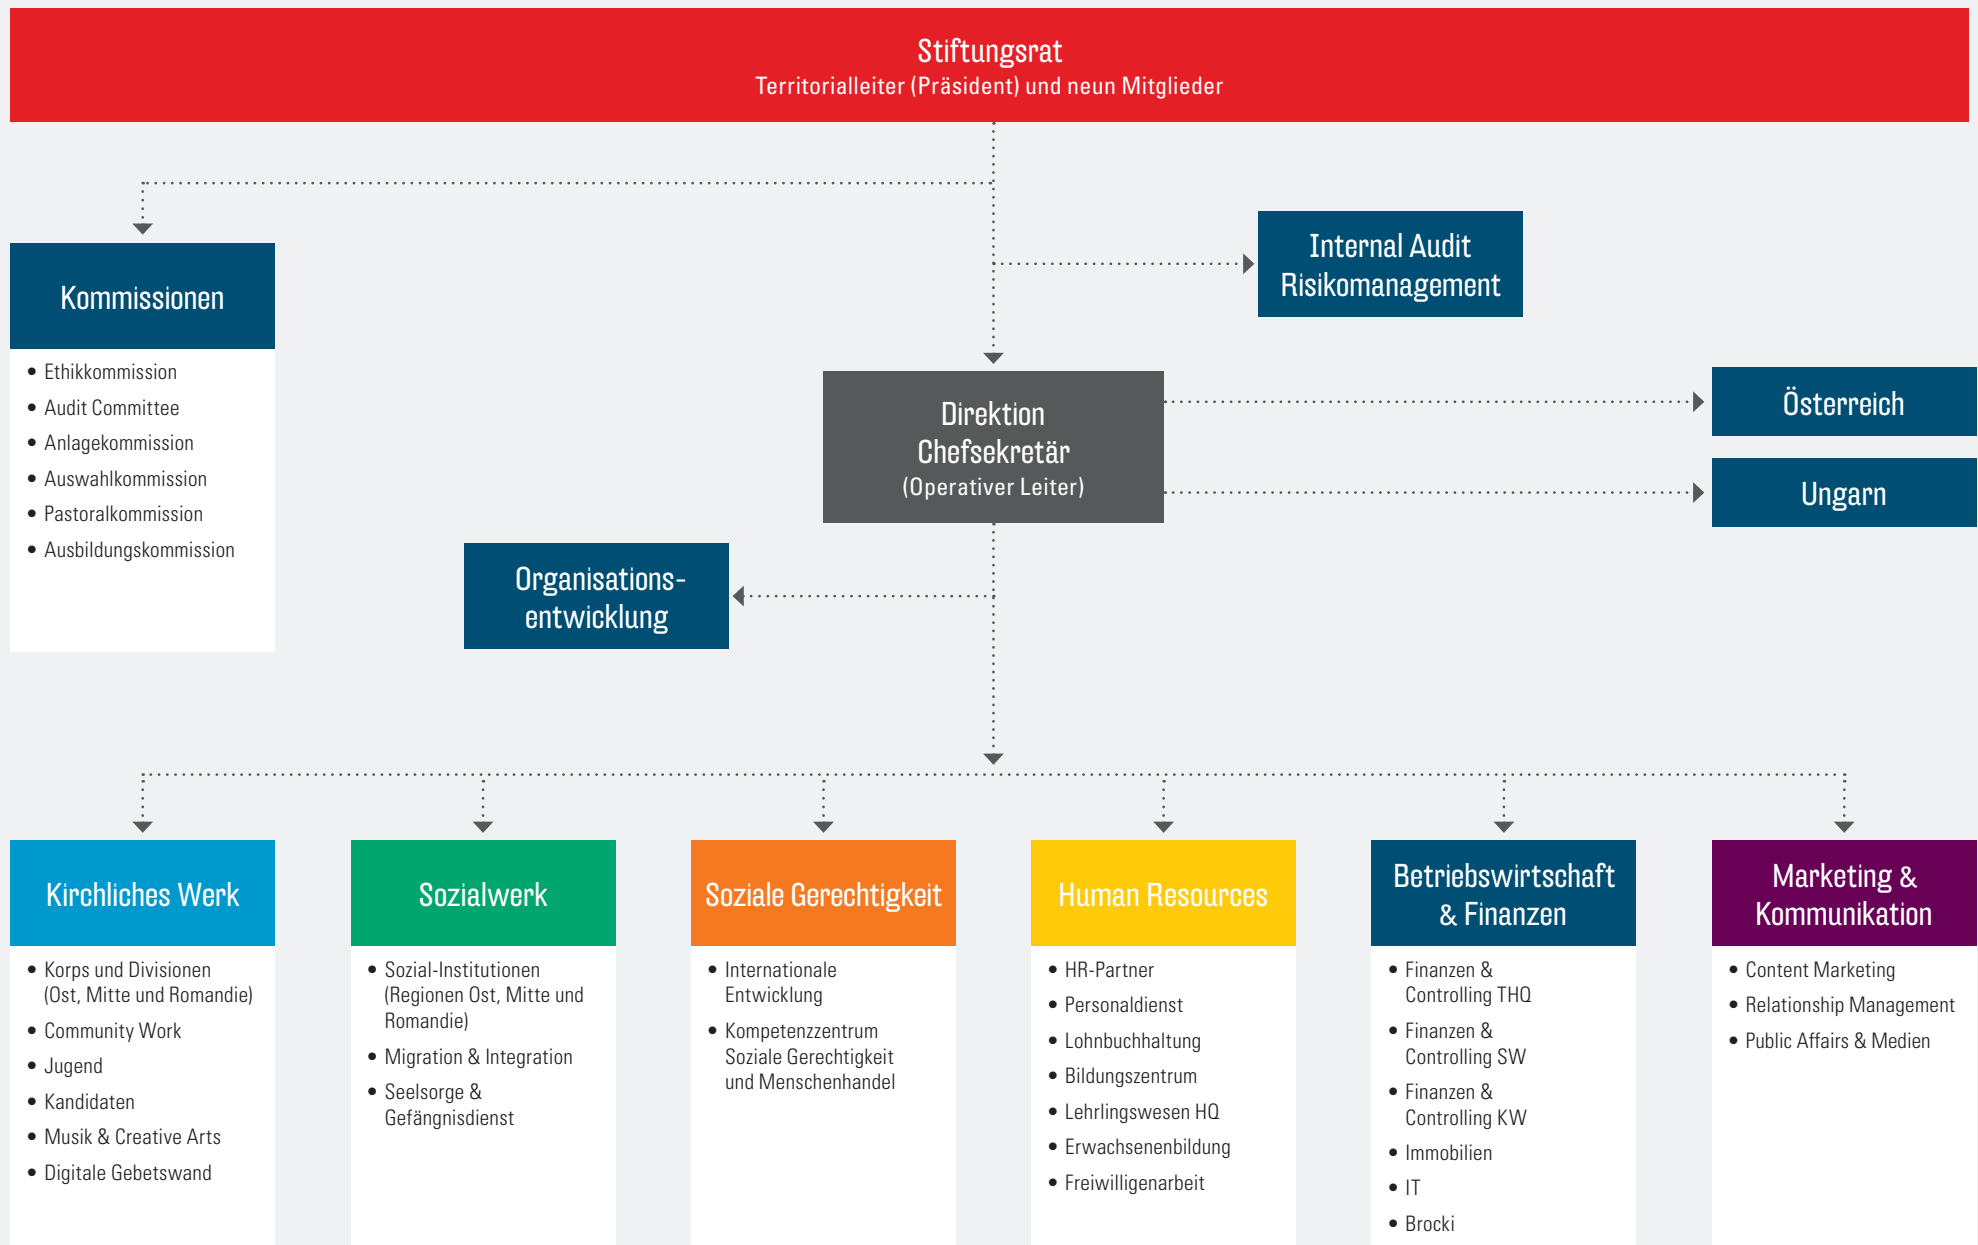 Stiftungsrat
Territorialleiter (Präsident) und neun Mitglieder
Kommissionen
• Ethikkommission
• Audit Committee
• Anlagekommission
• Auswahlkommission
• Pastoralkommission
• Ausbildungskommission
Internal Audit
Risikomanagement
Direktion
Chefsekretär
(Operativer Leiter)
Österreich
Ungarn
Organisations-
entwicklung
Kirchliches Werk
• Korps und Divisionen
(Ost, Mitte und Romandie)
• Community Work
• Jugend
• Kandidaten
• Musik & Creative Arts
• Digitale Gebetswand
Sozialwerk
• Sozial-Institutionen
(Regionen Ost, Mitte und
Romandie)
• Migration & Integration
• Seelsorge &
Gefängnisdienst
Soziale Gerechtigkeit
• Internationale
Entwicklung
• Kompetenzzentrum
Soziale Gerechtigkeit
und Menschenhandel
Human Resources
• HR-Partner
• Personaldienst
• Lohnbuchhaltung
• Bildungszentrum
• Lehrlingswesen HQ
• Erwachsenenbildung
• Freiwilligenarbeit
Betriebswirtschaft
& Finanzen
• Finanzen &
Controlling THQ
• Finanzen &
Controlling SW
• Finanzen &
Controlling KW
• Immobilien
• IT
• Brocki
Marketing &
Kommunikation
• Content Marketing
• Relationship Management
• Public Affairs & Medien